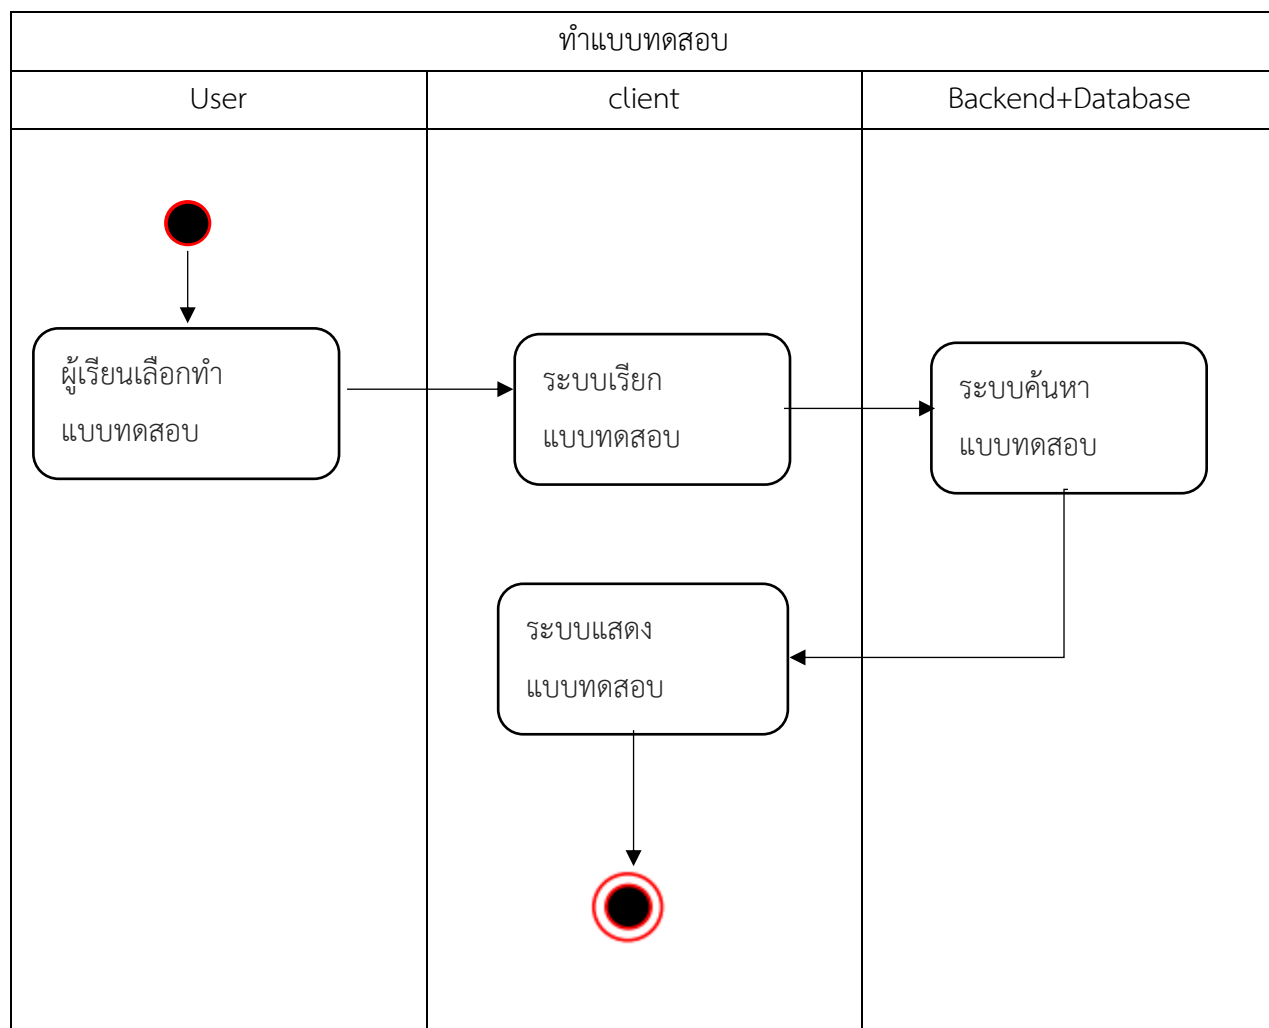 ทำแบบทดสอบ
User
client
Backend+Database
ผู้เรียนเลือกทำ
แบบทดสอบ
ระบบเรียก
แบบทดสอบ
ระบบค้นหา
แบบทดสอบ
ระบบแสดง
แบบทดสอบ